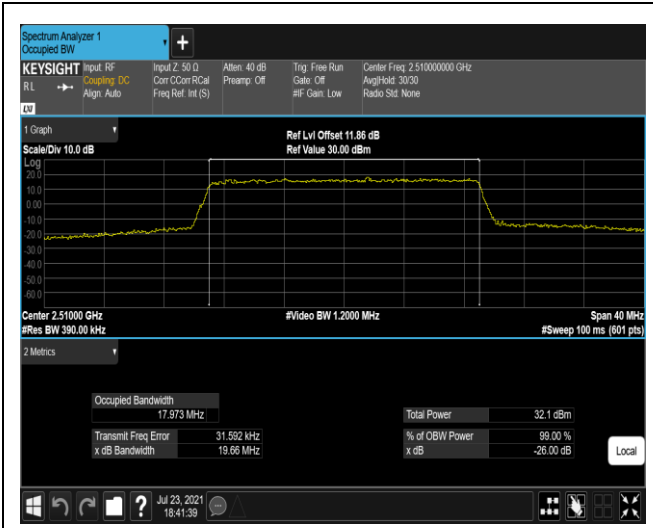 Spectrum Analyzer 1
Occupied BW
KEYSIGHT
RL
LXI
Input: RF
Coupling: DC
Align: Auto
Input Z: 50 Ω
Corr CCorr RCal
Freq Ref: Int (S)
Atten: 40 dB
Preamp: Off
Trig: Free Run
Gate: Off
#IF Gain: Low
Center Freq: 2.510000000 GHz
Avg|Hold: 30/30
Radio Std: None
1 Graph
Scale/Div 10.0 dB
Ref Lvl Offset 11.86 dB
Ref Value 30.00 dBm
Log
20.0
10.0
0.00
-10.0
-20.0
-30.0
-40.0
-50.0
-60.0
Center 2.51000 GHz
#Video BW 1.2000 MHz
Span 40 MHz
#Res BW 390.00 kHz
#Sweep 100 ms (601 pts)
2 Metrics
Occupied Bandwidth
17.973 MHz
Total Power 32.1 dBm
Transmit Freq Error 31.592 kHz
% of OBW Power 99.00 %
x dB Bandwidth 19.66 MHz
x dB -26.00 dB
Local
?
Jul 23, 2021
18:41:39